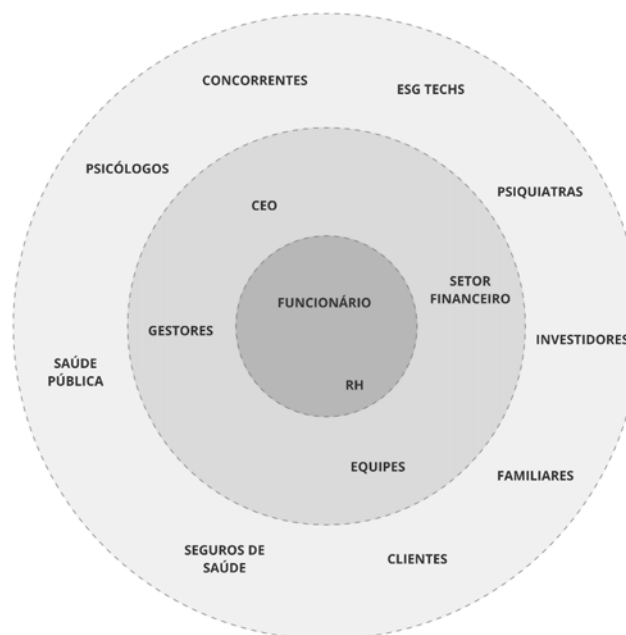 CONCORRENTES
ESG TECHS
PSICÓLOGOS
PSIQUIATRAS
CEO
SETOR
FINANCEIRO
FUNCIONÁRIO
GESTORES
INVESTIDORES
SAÚDE
PÚBLICA
RH
EQUIPES
FAMILIARES
SEGUROS DE
SAÚDE
CLIENTES